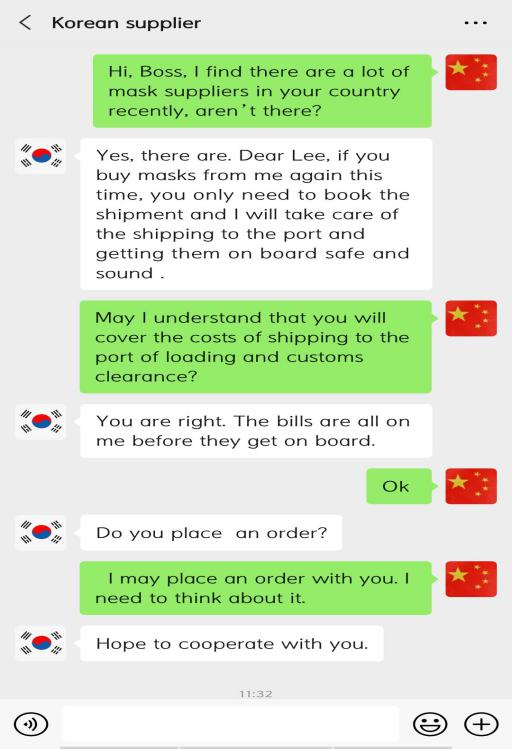 Korean supplier
Hi, Boss, I find there are a lot of
mask suppliers in your country
recently, aren't there?
Yes, there are. Dear Lee, if you
buy masks from me again this
time, you only need to book the
shipment and I will take care of
the shipping to the port and
getting them on board safe and
sound .
May I understand that you will
cover the costs of shipping to the
port of loading and customs
clearance?
You are right. The bills are all on
me before they get on board.
Ok
Do you place  an order?
I may place an order with you. I
need to think about it.
Hope to cooperate with you.
11:32